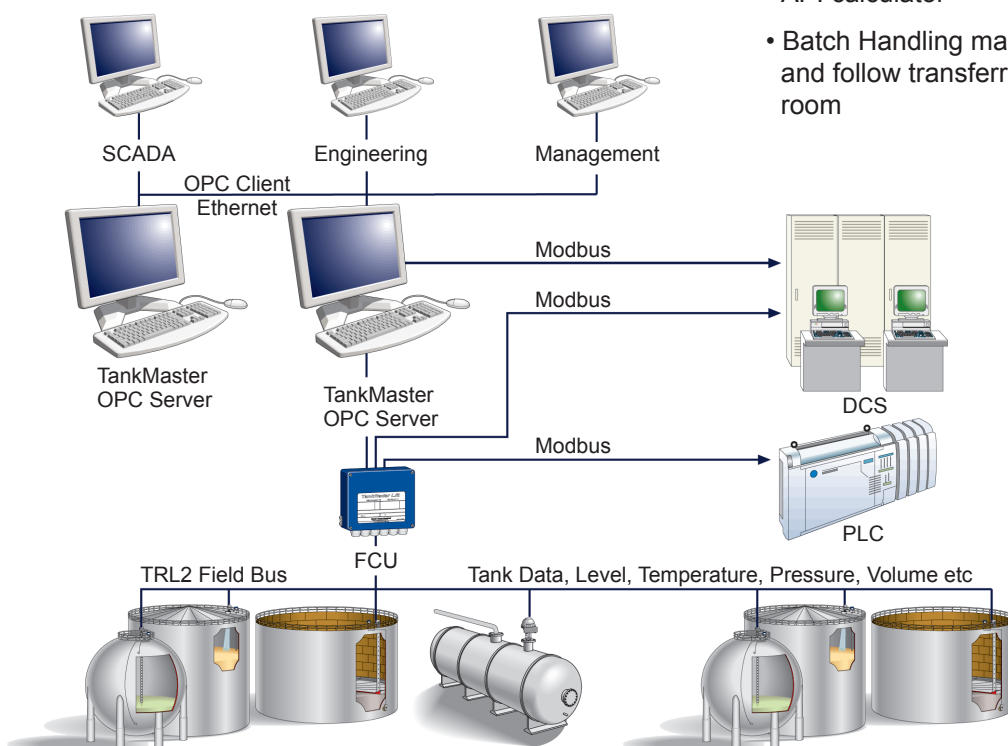 • Batch Handling ma
and follow transferr
room
SCADA
Engineering
Management
OPC Client
Ethernet
Modbus
Modbus
TankMaster
OPC Server
TankMaster
OPC Server
DCS
Modbus
PLC
FCU
TRL2 Field Bus
Tank Data, Level, Temperature, Pressure, Volume etc